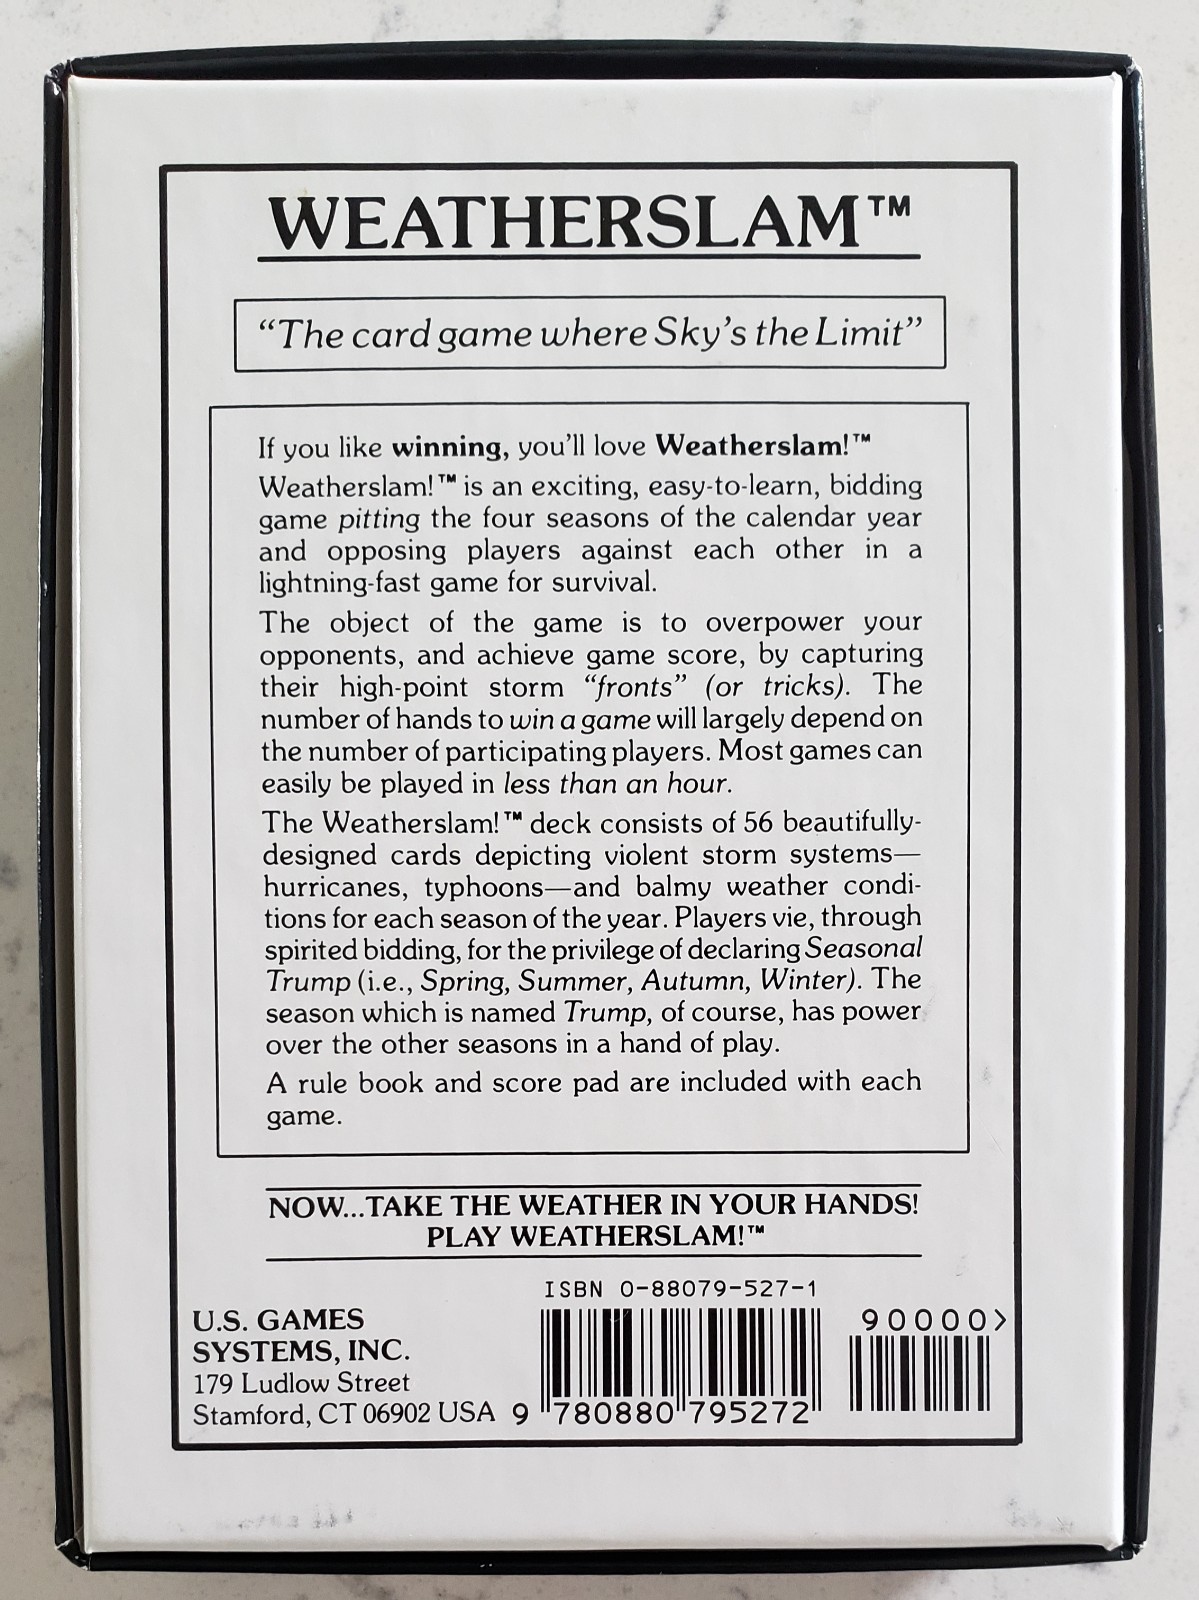 WEATHERSLAM™
“The card game where Sky’s the Limit”
If you like winning, you’ll love Weatherslam!™
Weatherslam!™ is an exciting, easy-to-learn, bidding
game pitting the four seasons of the calendar year
and opposing players against each other in a
lightning-fast game for survival.
The object of the game is to overpower your
opponents, and achieve game score, by capturing
their high-point storm “fronts” (or tricks). The
number of hands to win a game will largely depend on
the number of participating players. Most games can
easily be played in less than an hour.
The Weatherslam!™ deck consists of 56 beautifully-
designed cards depicting violent storm systems—
hurricanes, typhoons—and balmy weather condi-
tions for each season of the year. Players vie, through
spirited bidding, for the privilege of declaring Seasonal
Trump (i.e., Spring, Summer, Autumn, Winter). The
season which is named Trump, of course, has power
over the other seasons in a hand of play.
A rule book and score pad are included with each
game.
NOW...TAKE THE WEATHER IN YOUR HANDS!
PLAY WEATHERSLAM!™
U.S. GAMES
SYSTEMS, INC.
179 Ludlow Street
Stamford, CT 06902 USA
ISBN 0-88079-527-1
9 780880 795272
90000>